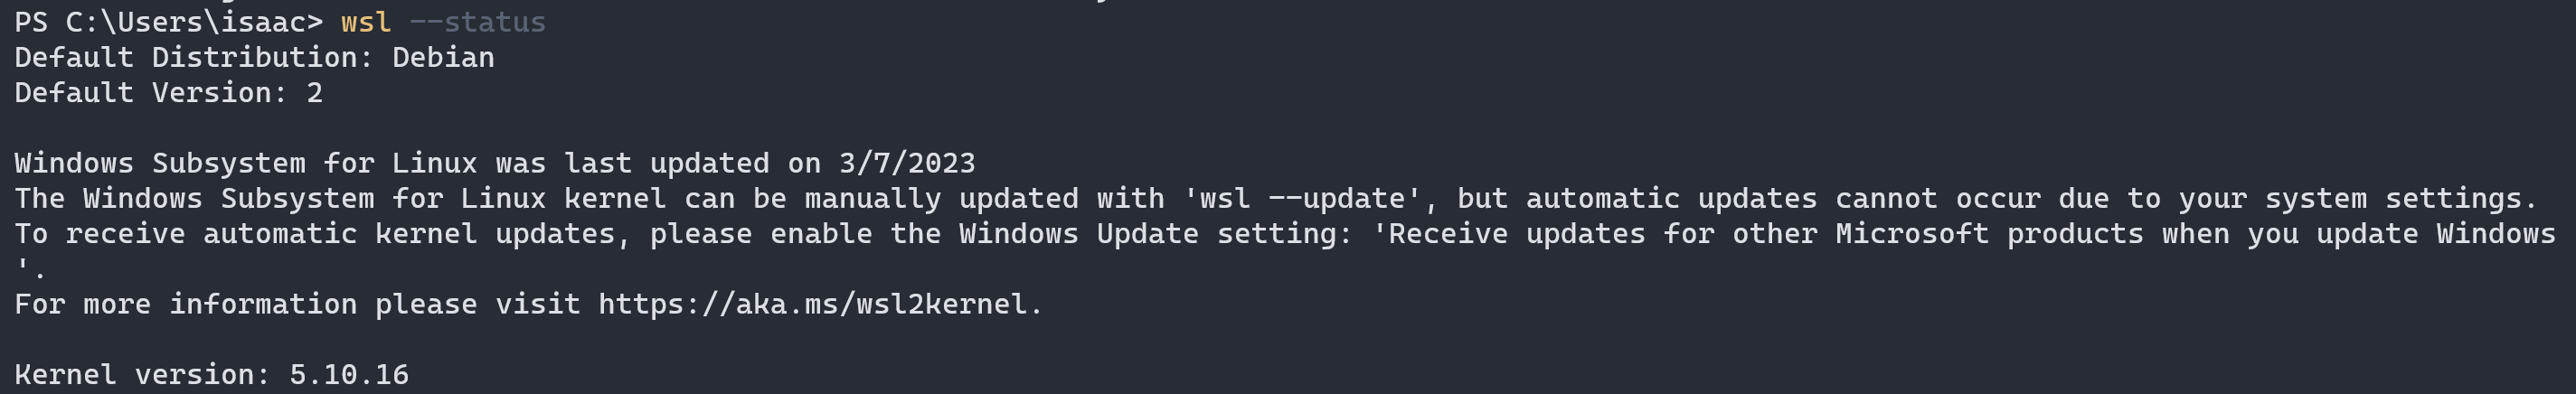 PS C:\Users\isaac> wsl --status
Default Distribution: Debian
Default Version: 2
Windows Subsystem for Linux was last updated on 3/7/2023
The Windows Subsystem for Linux kernel can be manually updated with 'wsl --update', but automatic updates cannot occur due to your system settings.
To receive automatic kernel updates, please enable the Windows Update setting: 'Receive updates for other Microsoft products when you update Windows
'.
For more information please visit https://aka.ms/wsl2kernel.
Kernel version: 5.10.16